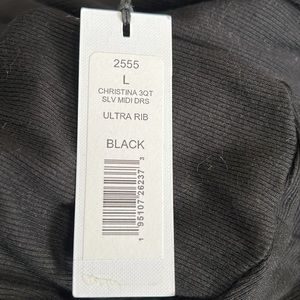 2555
L
CHRISTINA 3QT
SLV MIDI DRS
ULTRA RIB
BLACK
1 95107 26237 3